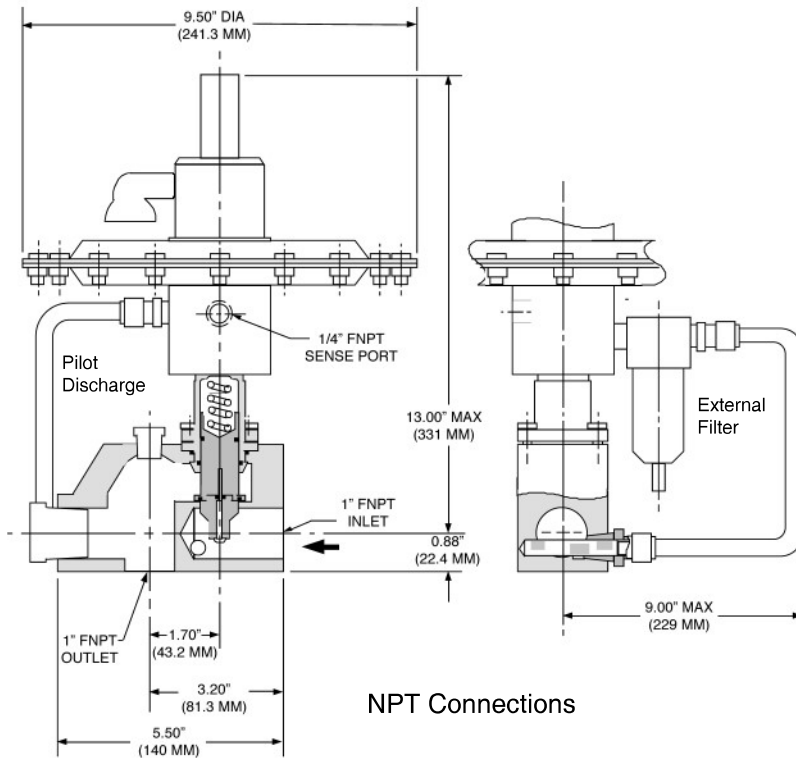 9.50” DIA
(241.3 MM)
1/4” FNPT
SENSE PORT
Pilot
Discharge
13.00” MAX
(331 MM)
External
Filter
1” FNPT
INLET
0.88”
(22.4 MM)
1” FNPT
OUTLET
1.70”
(43.2 MM)
9.00” MAX
(229 MM)
3.20”
(81.3 MM)
NPT Connections
5.50”
(140 MM)